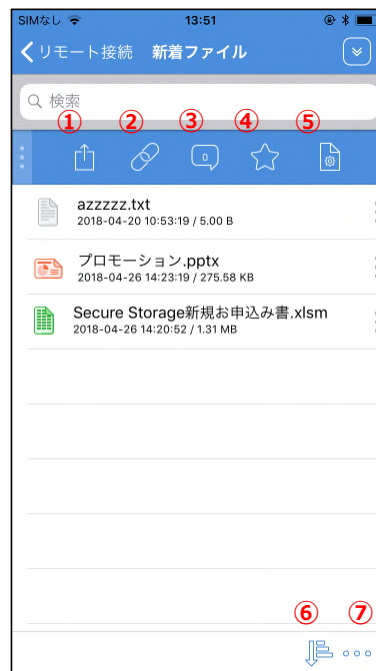 SIMなし 13:51
リモート接続 新着ファイル
検索
① ② ③ ④ ⑤
0
azzzzz.txt
2018-04-20 10:53:19 / 5.00 B
プロモーション.pptx
2018-04-26 14:23:19 / 275.58 KB
Secure Storage新規お申込み書.xlsm
2018-04-26 14:20:52 / 1.31 MB
⑥ ⑦